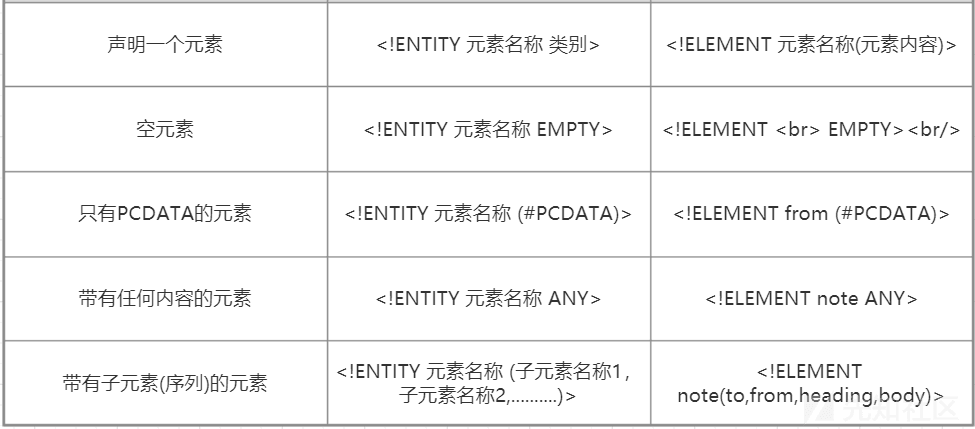 声明一个元素
<!ENTITY 元素名称 类别>
<!ELEMENT 元素名称(元素内容)>
空元素
<!ENTITY 元素名称 EMPTY>
<!ELEMENT <br> EMPTY><br/>
只有PCDATA的元素
<!ENTITY 元素名称 (#PCDATA)>
<!ELEMENT from (#PCDATA)>
带有任何内容的元素
<!ENTITY 元素名称 ANY>
<!ELEMENT note ANY>
带有子元素(序列)的元素
<!ENTITY 元素名称 (子元素名称1,
子元素名称2,..........)>
<!ELEMENT
note(to,from,heading,body)>
先知社区